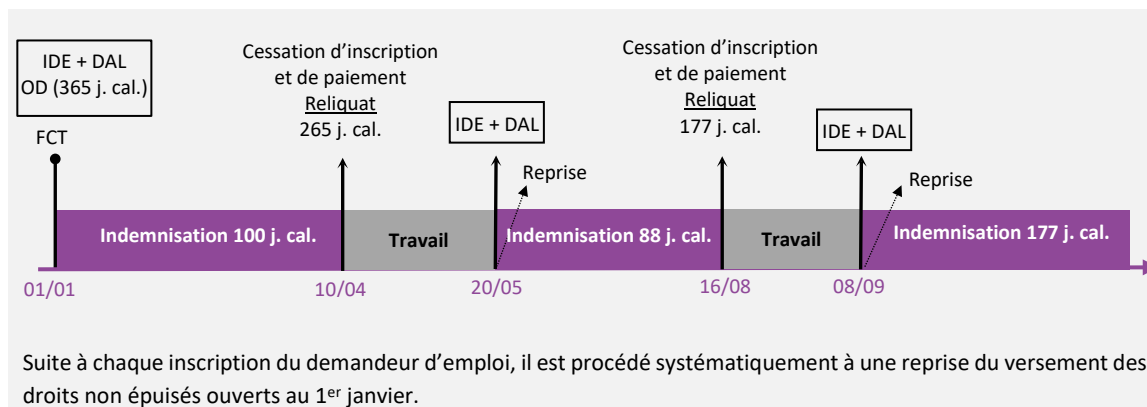 IDE + DAL
OD (365 j. cal.)
FCT
Cessation d’inscription
et de paiement
Reliquat
265 j. cal.
IDE + DAL
Reprise
Cessation d’inscription
et de paiement
Reliquat
177 j. cal.
IDE + DAL
Reprise
Indemnisation 100 j. cal.
Travail
Indemnisation 88 j. cal.
Travail
Indemnisation 177 j. cal.
01/01
10/04
20/05
16/08
08/09
Suite à chaque inscription du demandeur d’emploi, il est procédé systématiquement à une reprise du versement des
droits non épuisés ouverts au 1er janvier.